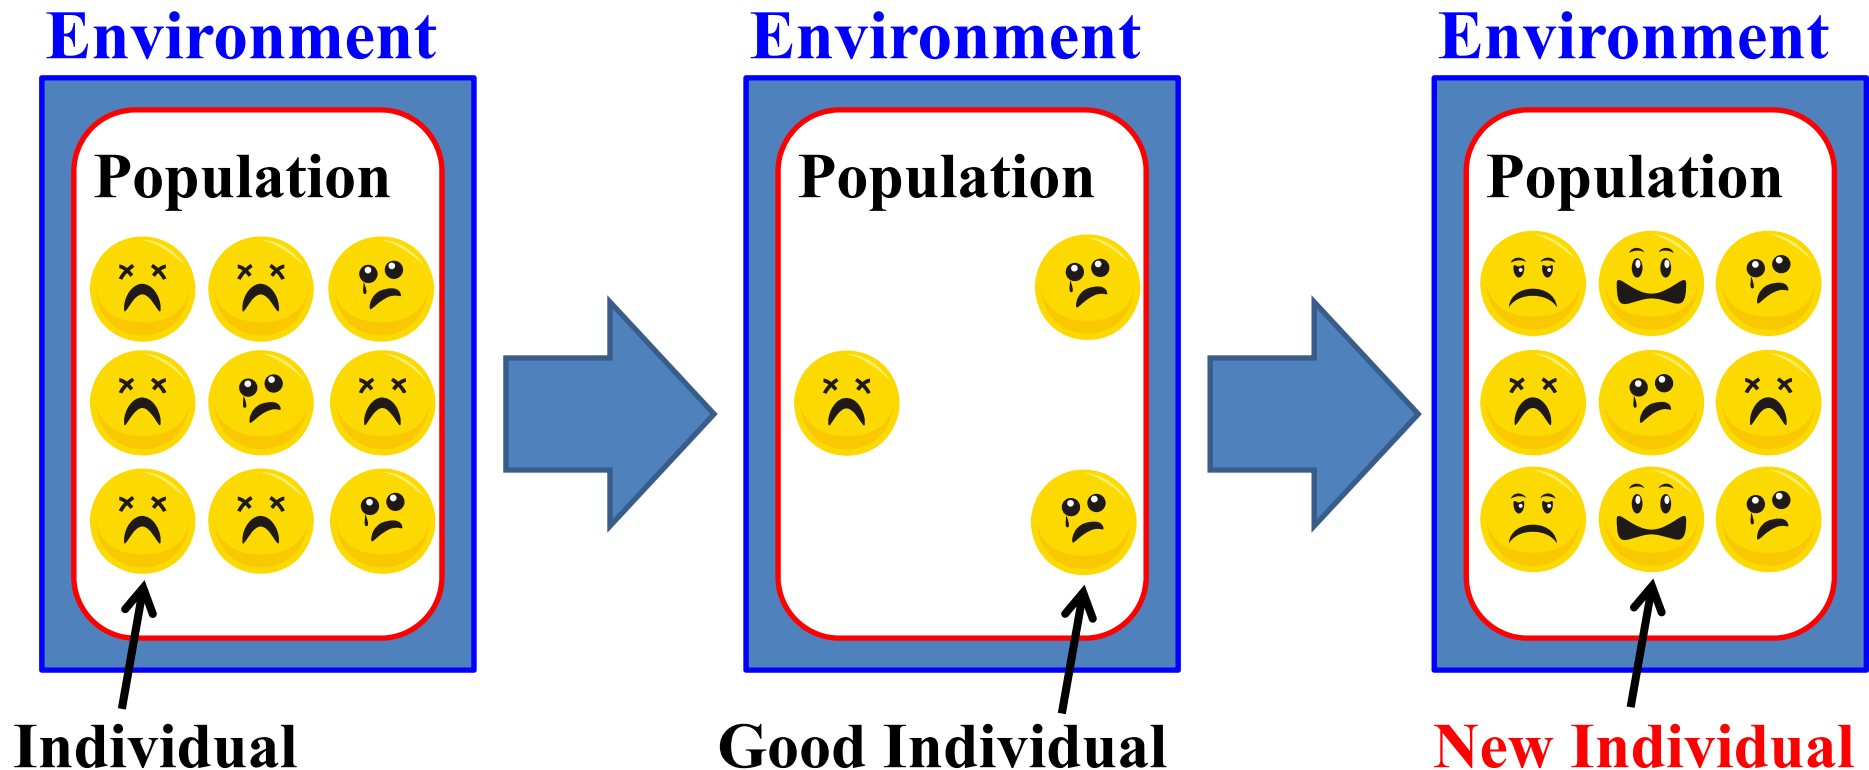 Environment
Environment
Environment
Population
Population
Population
Individual
Good Individual
New Individual